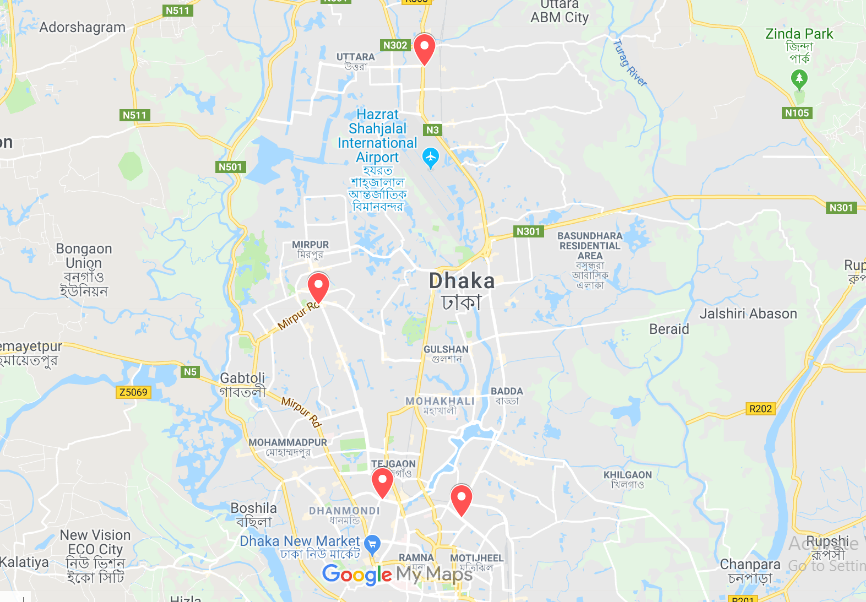 N511
N303
Uttara
ABM City
Adorshagram
N302
UTTARA
উত্তর
Turag River
Zinda Park
জিন্দা
পার্ক
N511
N105
Hazrat
Shahjalal
International
Airport
হযরত
শাহজালাল
আন্তর্জাতিক
বিমানবন্দর
N3
N501
N301
N301
BASUNDHARA
RESIDENTIAL
AREA
বসুন্ধরা
আবাসিক
এলাকা
MIRPUR
মিরপুর
Bongaon
Union
বনগাঁও
ইউনিয়ন
Dhaka
ঢাকা
Rup
রূপ
Mirpur Rd
Jalshiri Abason
Beraid
emayetpur
হেমায়েতপুর
GULSHAN
গুলশান
N5
Gabtoli
গাবতলী
Z5069
Mirpur Rd
MOHAKHALI
মহাখালী
BADDA
বাড্ডা
R202
MOHAMMADPUR
মোহাম্মদপুর
TEJGAON
গাঁও
KHILGAON
খিলগাঁও
Boshila
বছিলা
DHANMONDI
ধানমন্ডি
New Vision
ECO City
নিউ ভিশন
ইকো সিটি
Dhaka New Market
ঢাকা নিউ মার্কেট
Rupshi
রূপসী
Activate
Go to Settin
Kalatiya
RAMNA
MOTIJHEEL
মতিঝিল
Chanpara
চনপাড়া
Google My Maps
Hizla
R201